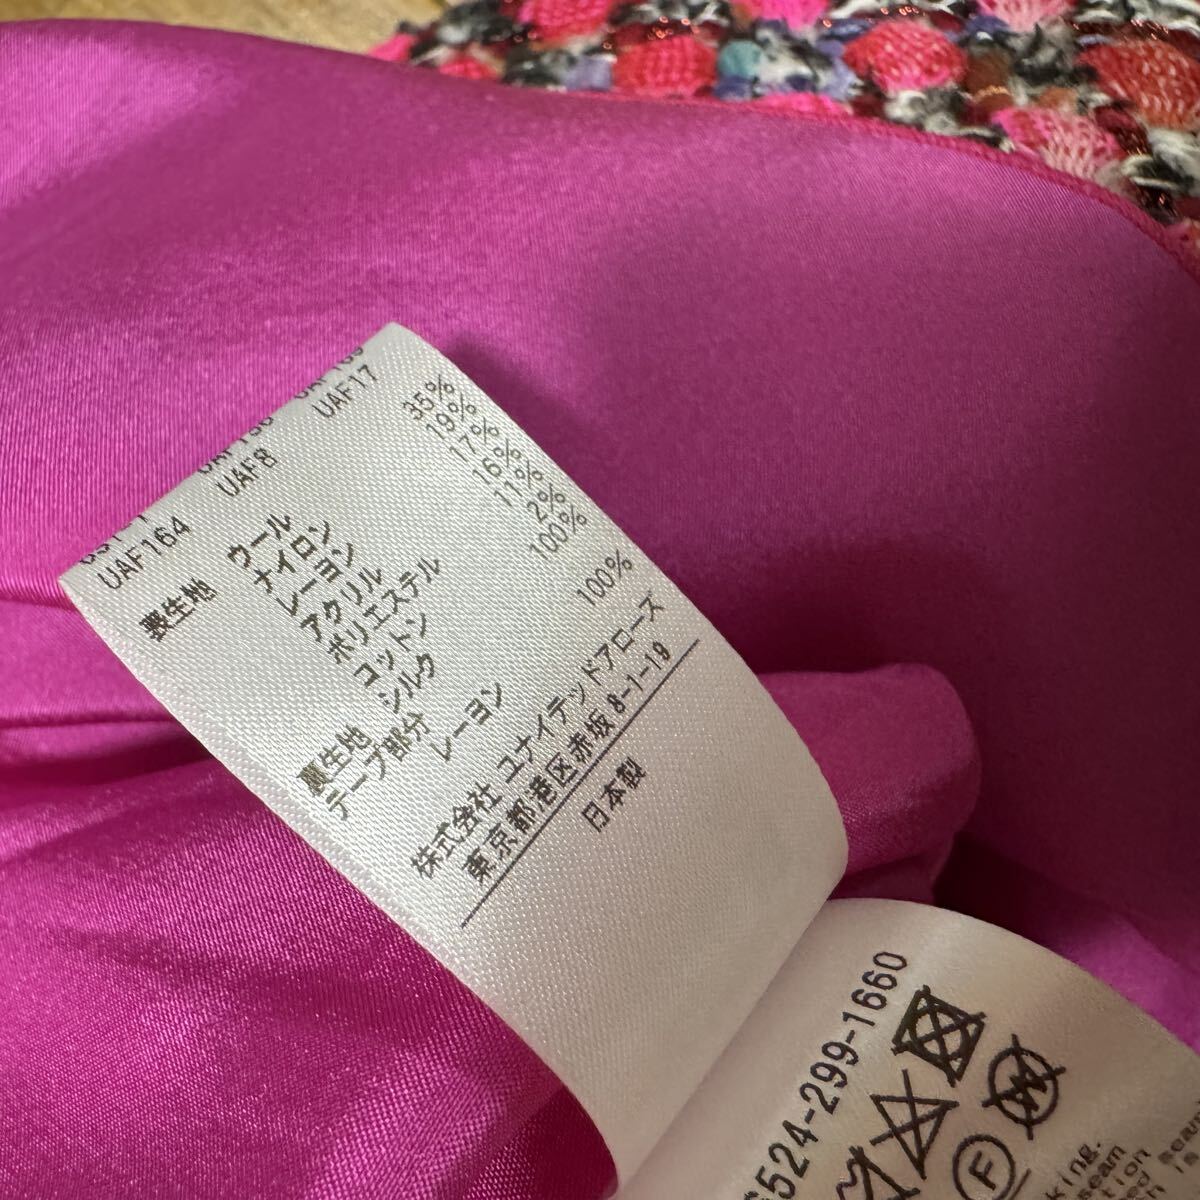 UAF17
UAF8
UAF164
表生地 ウール 35%
ナイロン 19%
レーヨン 17%
アクリル 16%
ポリエステル 11%
コットン 2%
裏生地 シルク 100%
テープ部分
レーヨン 100%
株式会社 ユナイテッドアローズ
東京都港区赤坂 8-1-19
日本製
6524-299-1660
W
F